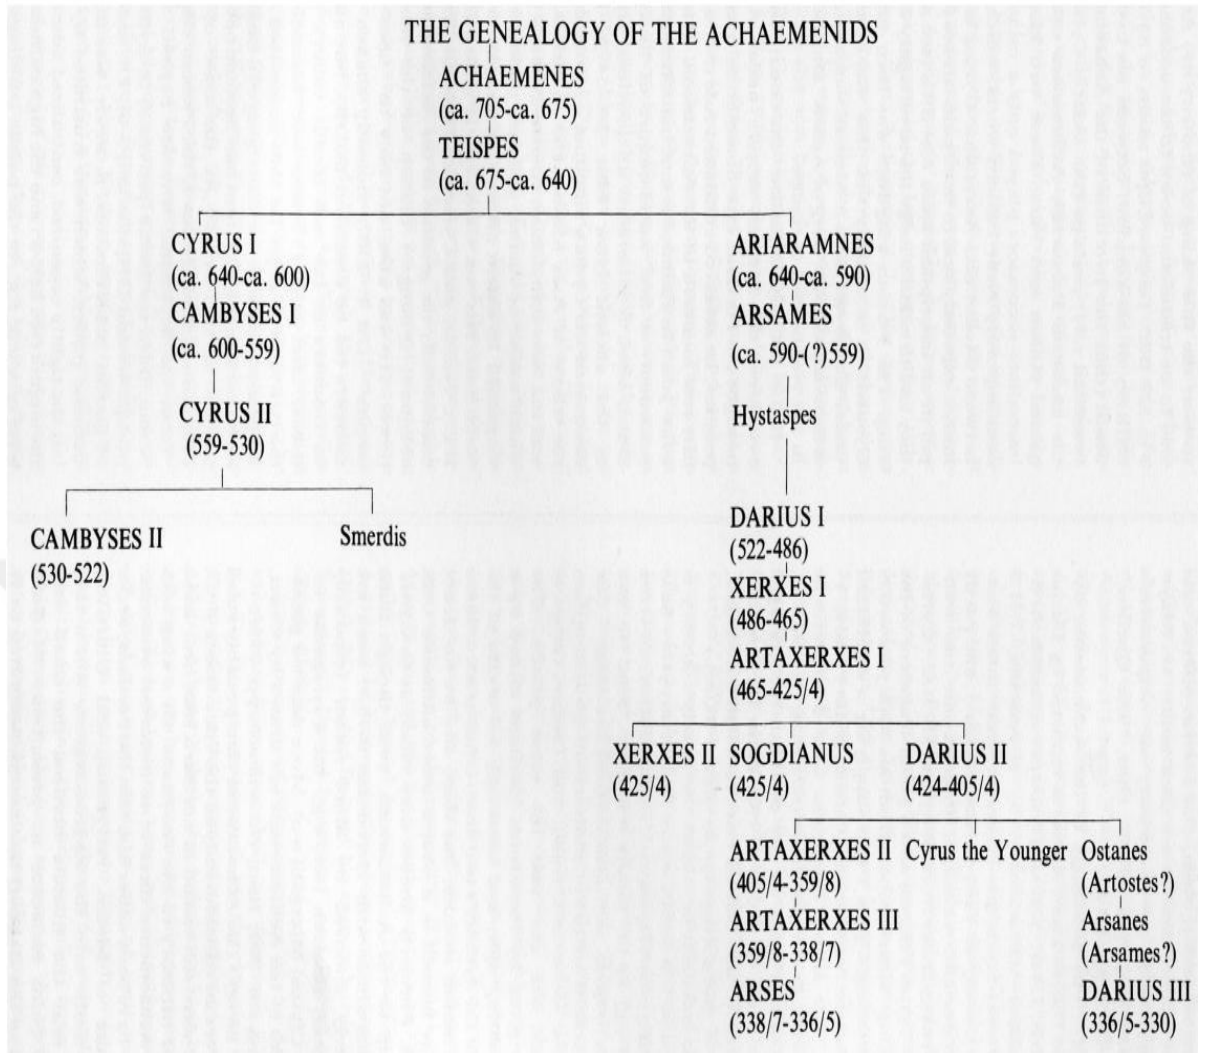 THE GENEALOGY OF THE ACHAEMENIDS
ACHAEMENES
(ca. 705-ca. 675)
TEISPES
(ca. 675-ca. 640)
CYRUS I
(ca. 640-ca. 600)
CAMBYSES I
(ca. 600-559)
CYRUS II
(559-530)
CAMBYSES II
(530-522)
Smerdis
ARIARAMNES
(ca. 640-ca. 590)
ARSAMES
(ca. 590-(?)559)
Hystaspes
DARIUS I
(522-486)
XERXES I
(486-465)
ARTAXERXES I
(465-425/4)
XERXES II
(425/4)
SOGDIANUS
(425/4)
DARIUS II
(424-405/4)
ARTAXERXES II
(405/4-359/8)
ARTAXERXES III
(359/8-338/7)
ARSES
(338/7-336/5)
Cyrus the Younger
Ostanes
(Artostes?)
Arsanes
(Arsames?)
DARIUS III
(336/5-330)